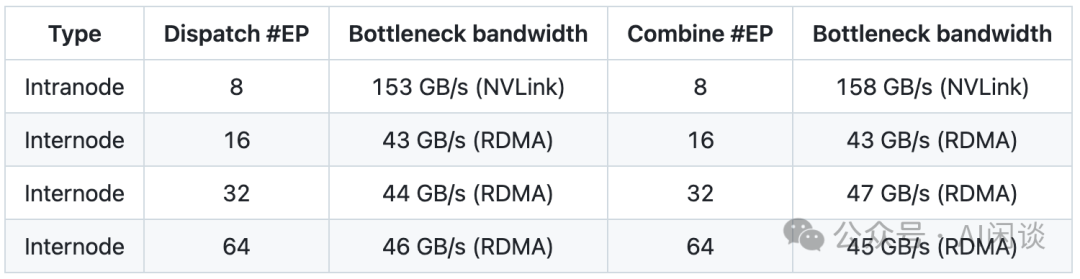 Type Dispatch #EP Bottleneck bandwidth Combine #EP Bottleneck bandwidth
Intranode 8 153 GB/s (NVLink) 8 158 GB/s (NVLink)
Internode 16 43 GB/s (RDMA) 16 43 GB/s (RDMA)
Internode 32 44 GB/s (RDMA) 32 47 GB/s (RDMA)
Internode 64 46 GB/s (RDMA) 64 45 GB/s (RDMA)
公众号 · AI闲谈